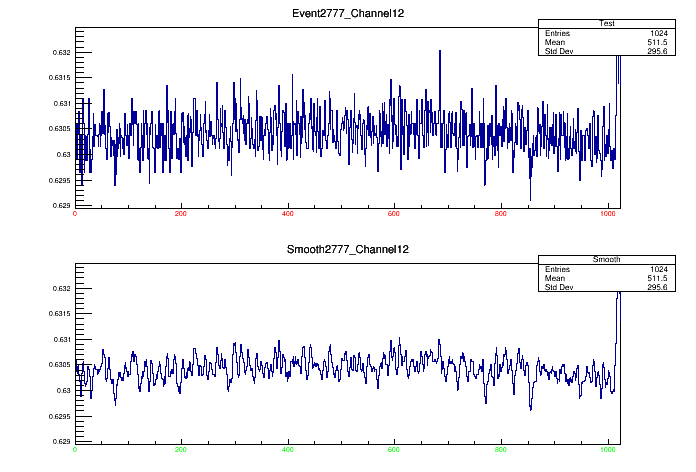 Event2777_Channel12
Test
Entries 1024
Mean 511.5
Std Dev 295.6
0.632
0.6315
0.631
0.6305
0.63
0.6295
0.629
0 200 400 600 800 1000
Smooth2777_Channel12
Smooth
Entries 1024
Mean 511.5
Std Dev 295.6
0.632
0.6315
0.631
0.6305
0.63
0.6295
0.629
0 200 400 600 800 1000